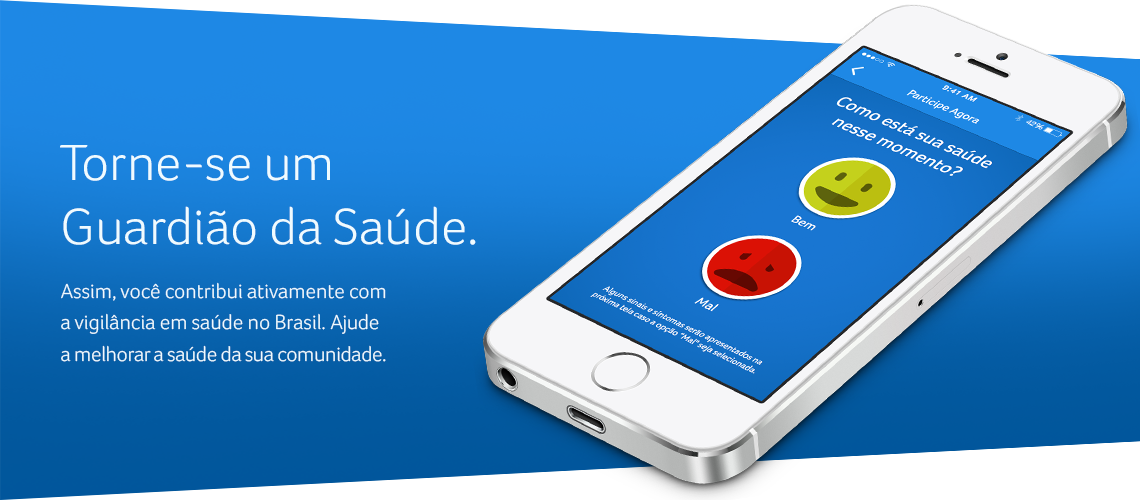 Torne-se um
Guardião da Saúde.
Assim, você contribui ativamente com
a vigilância em saúde no Brasil. Ajude
a melhorar a saúde da sua comunidade.
9:41 AM
42%
Participe Agora
Como está sua saúde
nesse momento?
Bem
Mal
Alguns sinais e sintomas serão apresentados na
próxima tela caso a opção "Mal" seja selecionada.